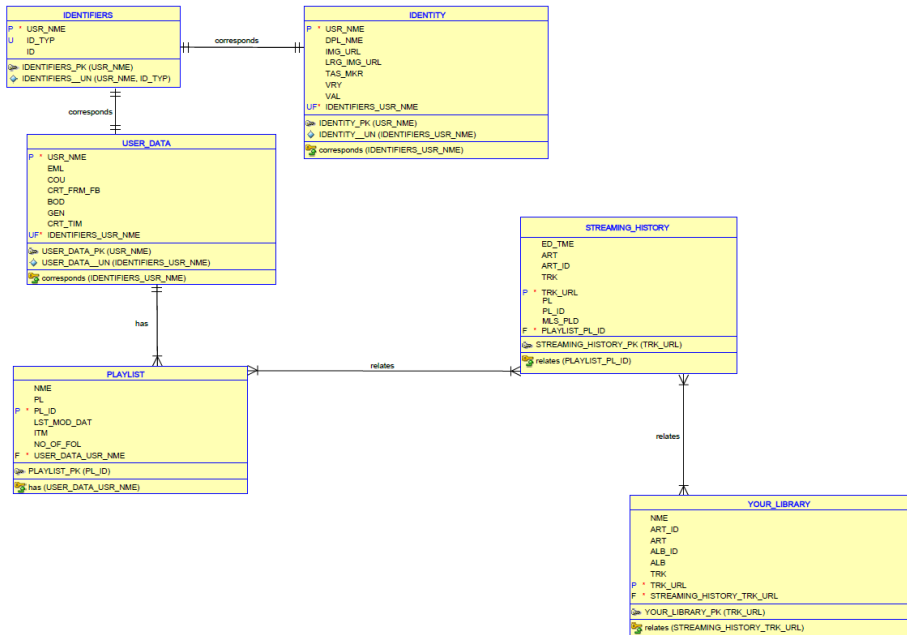 IDENTIFIERS
P * USR_NME
U ID_TYP
ID
IDENTIFIERS_PK (USR_NME)
IDENTIFIERS__UN (USR_NME, ID_TYP)
corresponds
IDENTITY
P * USR_NME
DPL_NME
IMG_URL
LRG_IMG_URL
TAS_MKR
VRY
VAL
UF* IDENTIFIERS_USR_NME
IDENTITY_PK (USR_NME)
IDENTITY__UN (IDENTIFIERS_USR_NME)
corresponds (IDENTIFIERS_USR_NME)
corresponds
USER_DATA
P * USR_NME
EML
COU
CRT_FRM_FB
BOD
GEN
CRT_TIM
UF* IDENTIFIERS_USR_NME
USER_DATA_PK (USR_NME)
USER_DATA__UN (IDENTIFIERS_USR_NME)
corresponds (IDENTIFIERS_USR_NME)
has
STREAMING_HISTORY
ED_TME
ART
ART_ID
TRK
P * TRK_URL
PL
PL_ID
MLS_PLD
F * PLAYLIST_PL_ID
STREAMING_HISTORY_PK (TRK_URL)
relates (PLAYLIST_PL_ID)
relates
PLAYLIST
NME
PL
P * PL_ID
LST_MOD_DAT
ITM
NO_OF_FOL
F * USER_DATA_USR_NME
PLAYLIST_PK (PL_ID)
has (USER_DATA_USR_NME)
relates
YOUR_LIBRARY
NME
ART_ID
ART
ALB_ID
ALB
TRK
P * TRK_URL
F * STREAMING_HISTORY_TRK_URL
YOUR_LIBRARY_PK (TRK_URL)
relates (STREAMING_HISTORY_TRK_URL)